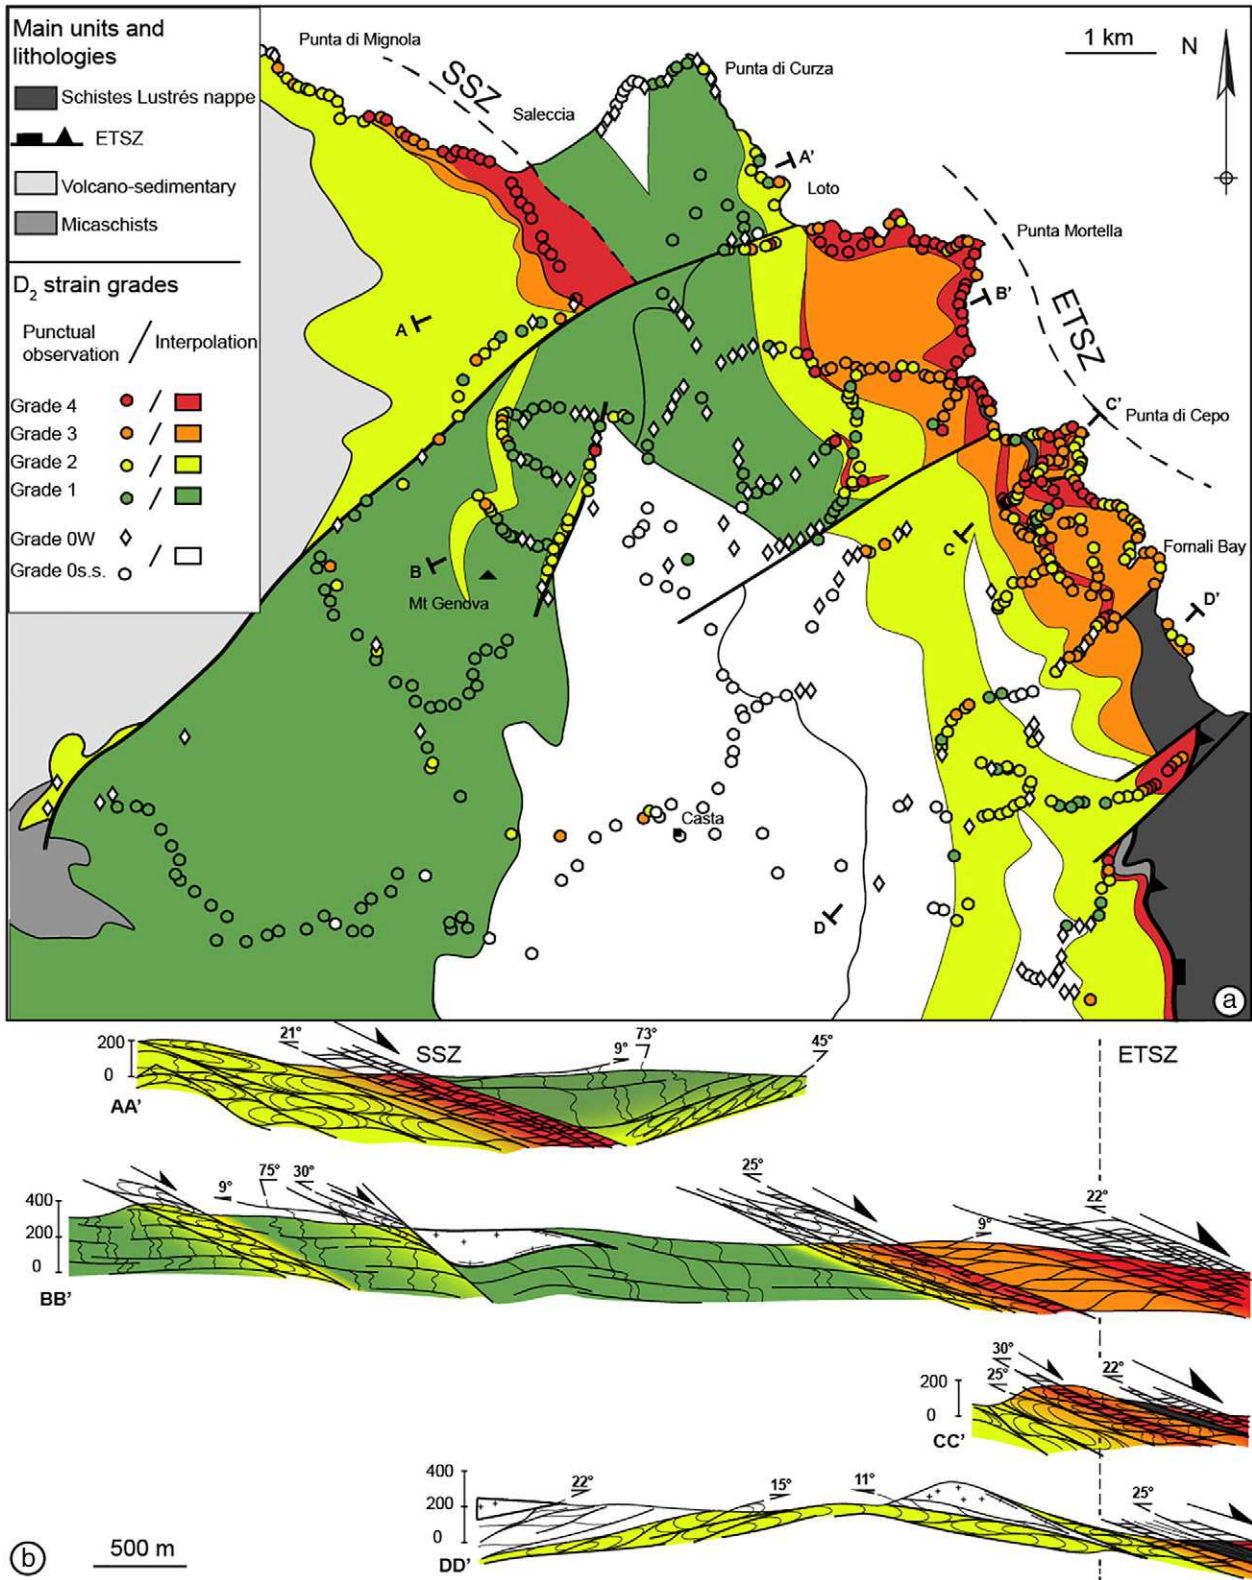 Main units and
lithologies
Schistes Lustrés nappe
ETSZ
Volcano-sedimentary
Micaschists
D2 strain grades
Punctual
observation / Interpolation
Grade 4 / 
Grade 3 / 
Grade 2 / 
Grade 1 / 
Grade 0W
Grade 0s.s. / 
Punta di Mignola
SSZ
Saleccia
Punta di Curza
1 km
N
A'
Loto
Punta Mortella
B'
ETSZ
A
C'
Punta di Cepo
B
Mt Genova
C
Fornali Bay
D'
Casta
D
a
200
0
AA'
21°
SSZ
9°
73°
45°
ETSZ
400
200
0
BB'
9°
75°
30°
25°
9°
22°
200
0
CC'
30°
25°
22°
400
200
0
DD'
22°
15°
11°
25°
b
500 m